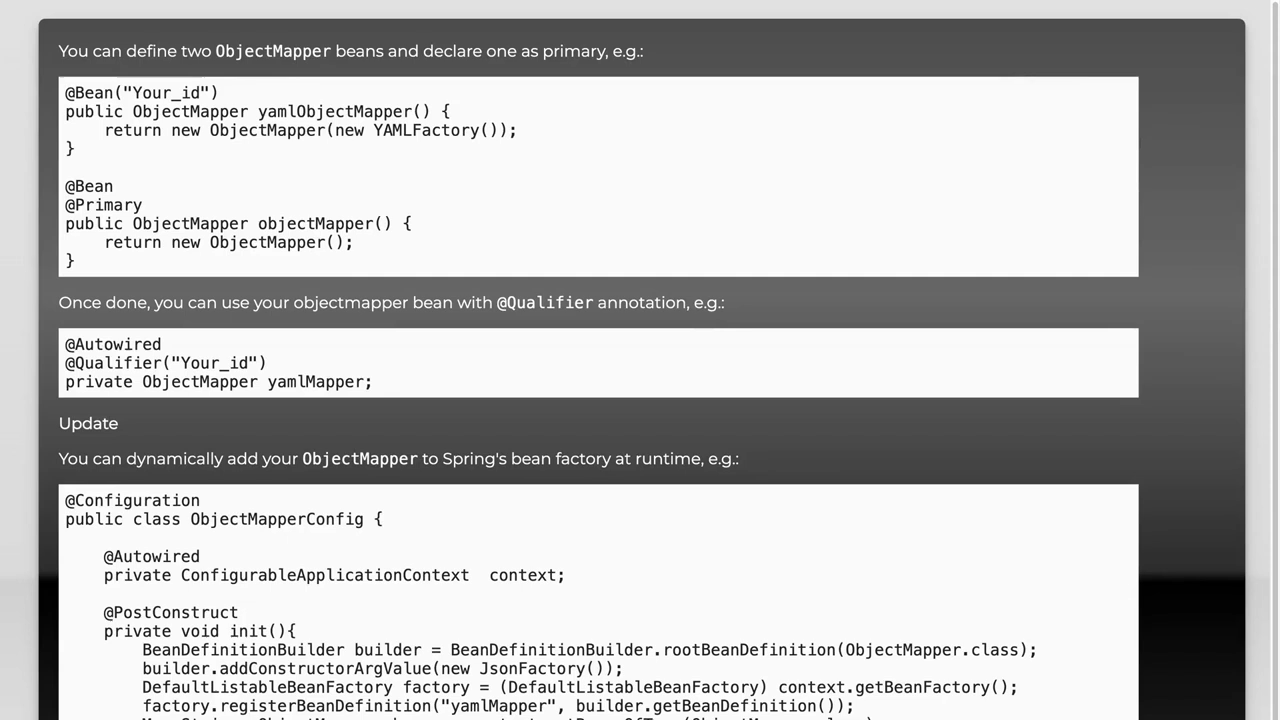 You can define two ObjectMapper beans and declare one as primary, e.g.:
@Bean("Your_id")
public ObjectMapper yamlObjectMapper() {
    return new ObjectMapper(new YAMLFactory());
}
@Bean
@Primary
public ObjectMapper objectMapper() {
    return new ObjectMapper();
}
Once done, you can use your objectmapper bean with @Qualifier annotation, e.g.:
@Autowired
@Qualifier("Your_id")
private ObjectMapper yamlMapper;
Update
You can dynamically add your ObjectMapper to Spring's bean factory at runtime, e.g.:
@Configuration
public class ObjectMapperConfig {
    @Autowired
    private ConfigurableApplicationContext  context;
    @PostConstruct
    private void init(){
        BeanDefinitionBuilder builder = BeanDefinitionBuilder.rootBeanDefinition(ObjectMapper.class);
        builder.addConstructorArgValue(new JsonFactory());
        DefaultListableBeanFactory factory = (DefaultListableBeanFactory) context.getBeanFactory();
        factory.registerBeanDefinition("yamlMapper", builder.getBeanDefinition());